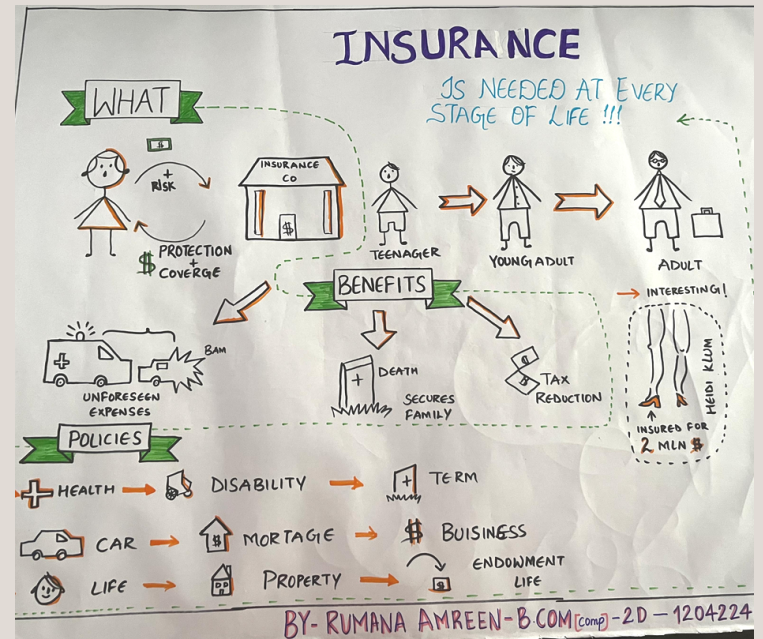 INSURANCE
IS NEEDED AT EVERY
STAGE OF LIFE !!!
WHAT
$
+
RISK
INSURANCE
CO
$
$ PROTECTION
+
COVERGE
TEENAGER
YOUNG ADULT
ADULT
BENEFITS
INTERESTING!
BAM
UNFORESEEN
EXPENSES
DEATH
SECURES
FAMILY
$
$
TAX
REDUCTION
HEIDI KLUM
INSURED FOR
2 MLN $
POLICIES
HEALTH
DISABILITY
TERM
CAR
$
MORTAGIE
$
BUISINESS
LIFE
PROPERTY
$
ENDOWMENT
LIFE
BY- RUMANA AMREEN-B.COM[comp]-2D-1204224